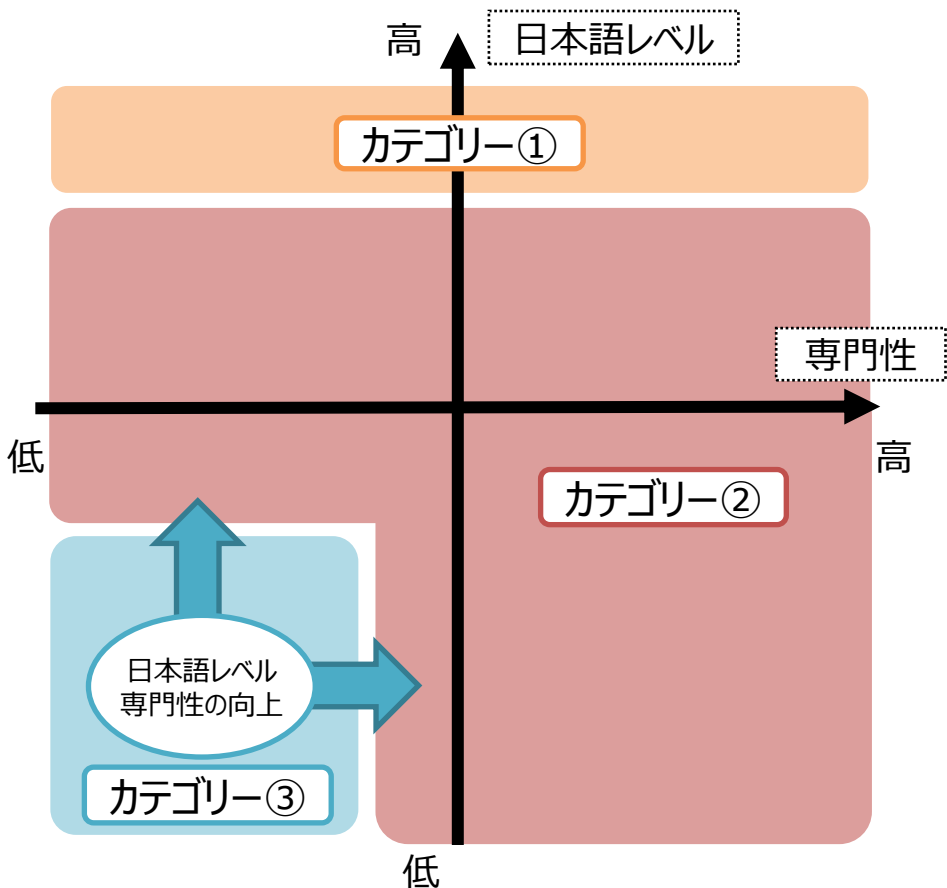 高
日本語レベル
カテゴリー①
専門性
低
高
カテゴリー②
日本語レベル
専門性の向上
カテゴリー③
低